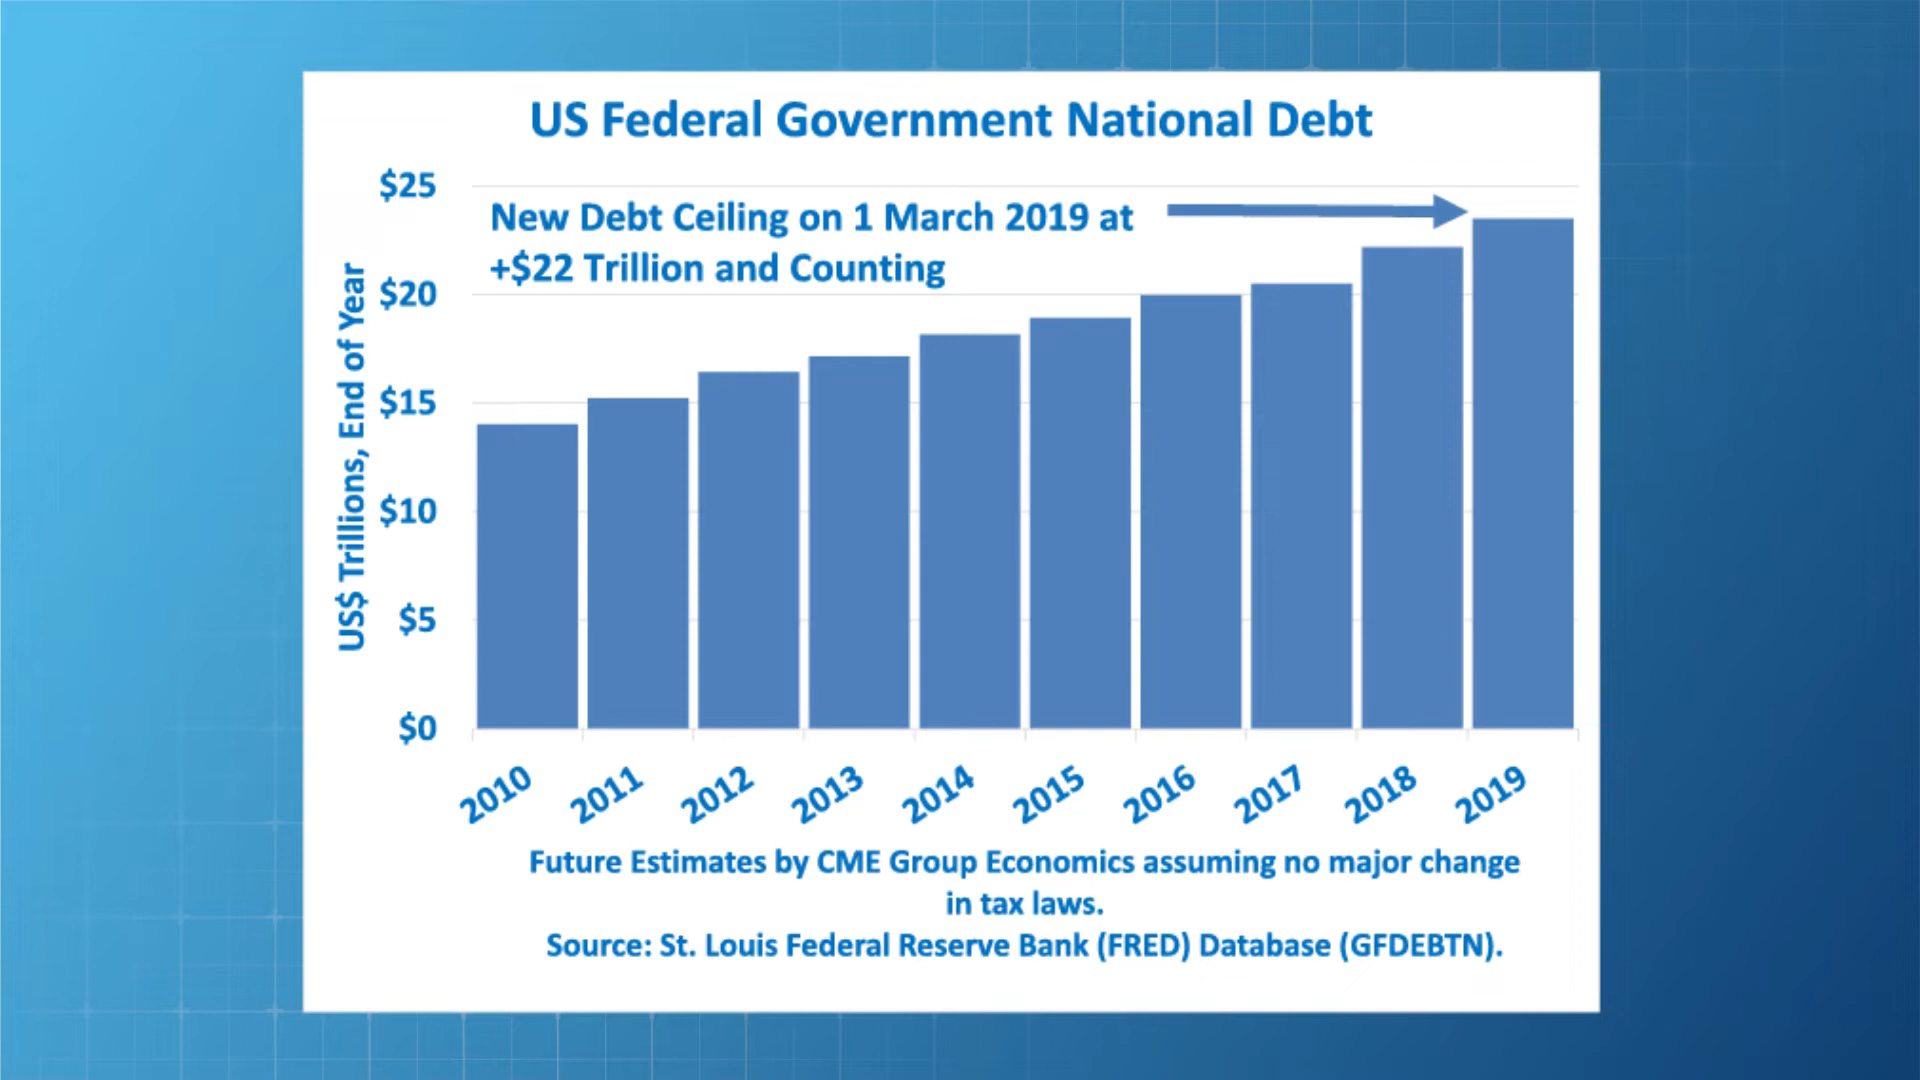 US Federal Government National Debt
$25
New Debt Ceiling on 1 March 2019 at
+$22 Trillion and Counting
$20
$15
$10
$5
$0
US$ Trillions, End of Year
2010 2011 2012 2013 2014 2015 2016 2017 2018 2019
Future Estimates by CME Group Economics assuming no major change
in tax laws.
Source: St. Louis Federal Reserve Bank (FRED) Database (GFDEBTN).